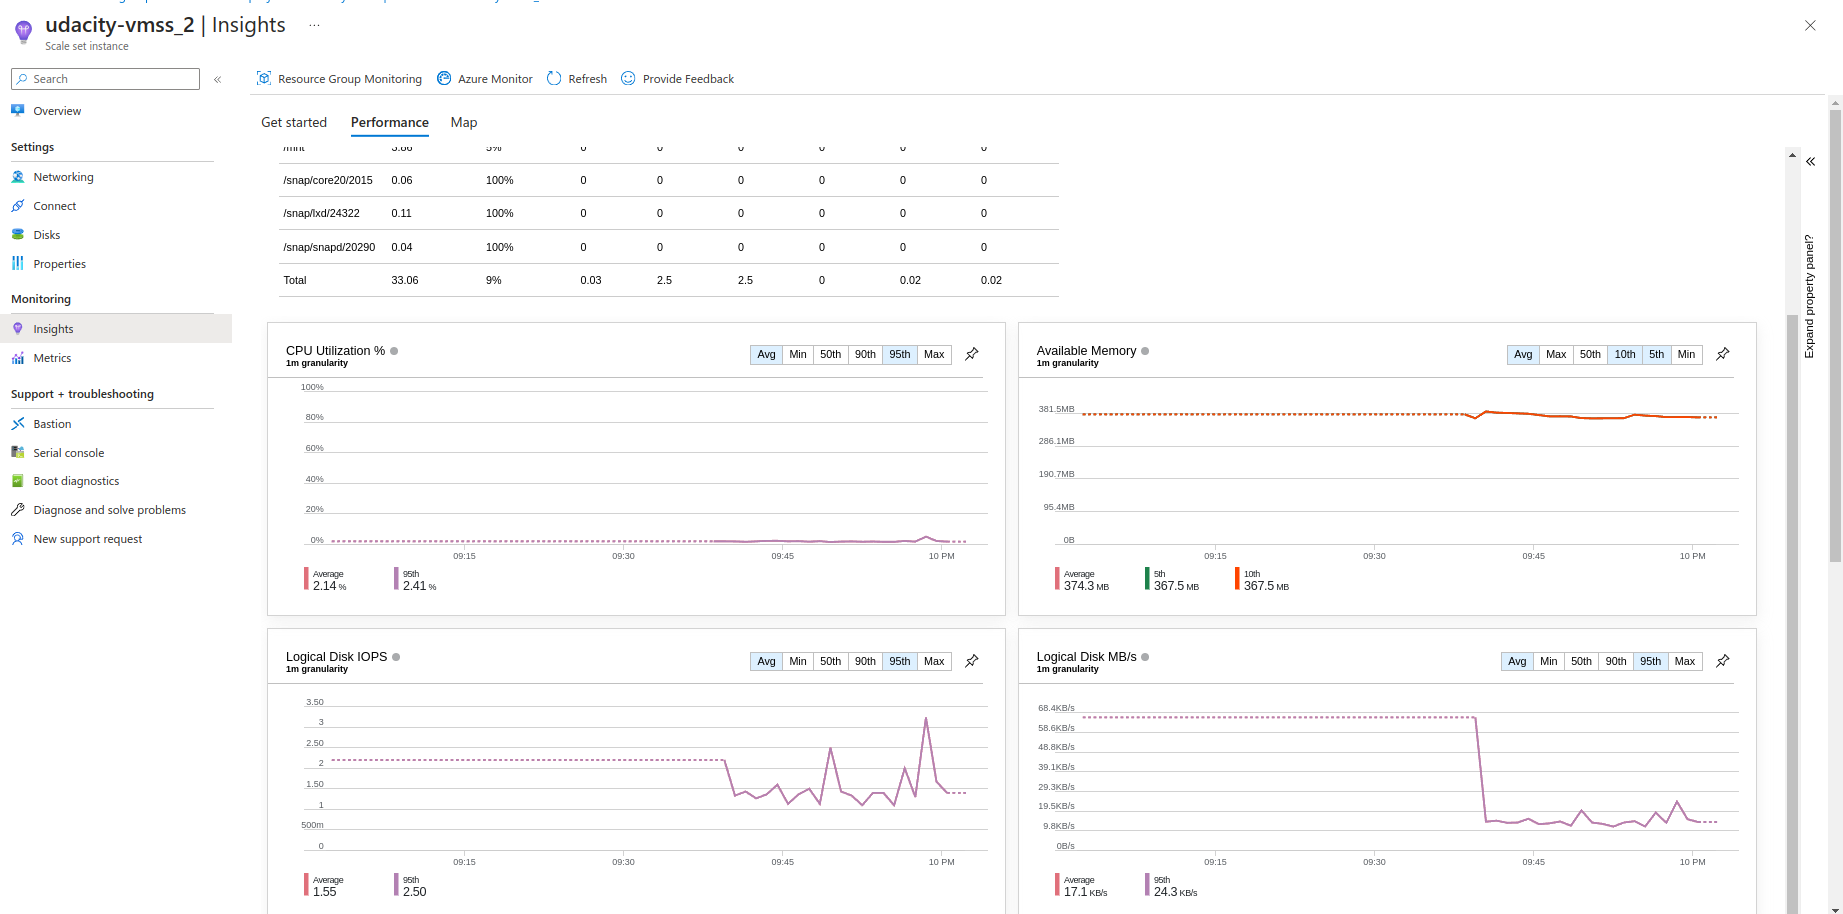 udacity-vmss_2 | Insights ...
Scale set instance
Search
«
Overview
Settings
Networking
Connect
Disks
Properties
Monitoring
Insights
Metrics
Support + troubleshooting
Bastion
Serial console
Boot diagnostics
Diagnose and solve problems
New support request
Resource Group Monitoring Azure Monitor Refresh Provide Feedback
Get started Performance Map
/mnt 3.86 5% 0 0 0 0 0 0
/snap/core20/2015 0.06 100% 0 0 0 0 0 0
/snap/lxd/24322 0.11 100% 0 0 0 0 0 0
/snap/snapd/20290 0.04 100% 0 0 0 0 0 0
Total 33.06 9% 0.03 2.5 2.5 0 0.02 0.02
«
Expand property panel?
CPU Utilization %
1m granularity
Avg Min 50th 90th 95th Max
100%
80%
60%
40%
20%
0%
09:15 09:30 09:45 10 PM
Average 95th
2.14 % 2.41 %
Available Memory
1m granularity
Avg Max 50th 10th 5th Min
381.5MB
286.1MB
190.7MB
95.4MB
0B
09:15 09:30 09:45 10 PM
Average 5th 10th
374.3 MB 367.5 MB 367.5 MB
Logical Disk IOPS
1m granularity
Avg Min 50th 90th 95th Max
3.50
3
2.50
2
1.50
1
500m
0
09:15 09:30 09:45 10 PM
Average 95th
1.55 2.50
Logical Disk MB/s
1m granularity
Avg Min 50th 90th 95th Max
68.4KB/s
58.6KB/s
48.8KB/s
39.1KB/s
29.3KB/s
19.5KB/s
9.8KB/s
0B/s
09:15 09:30 09:45 10 PM
Average 95th
17.1 KB/s 24.3 KB/s